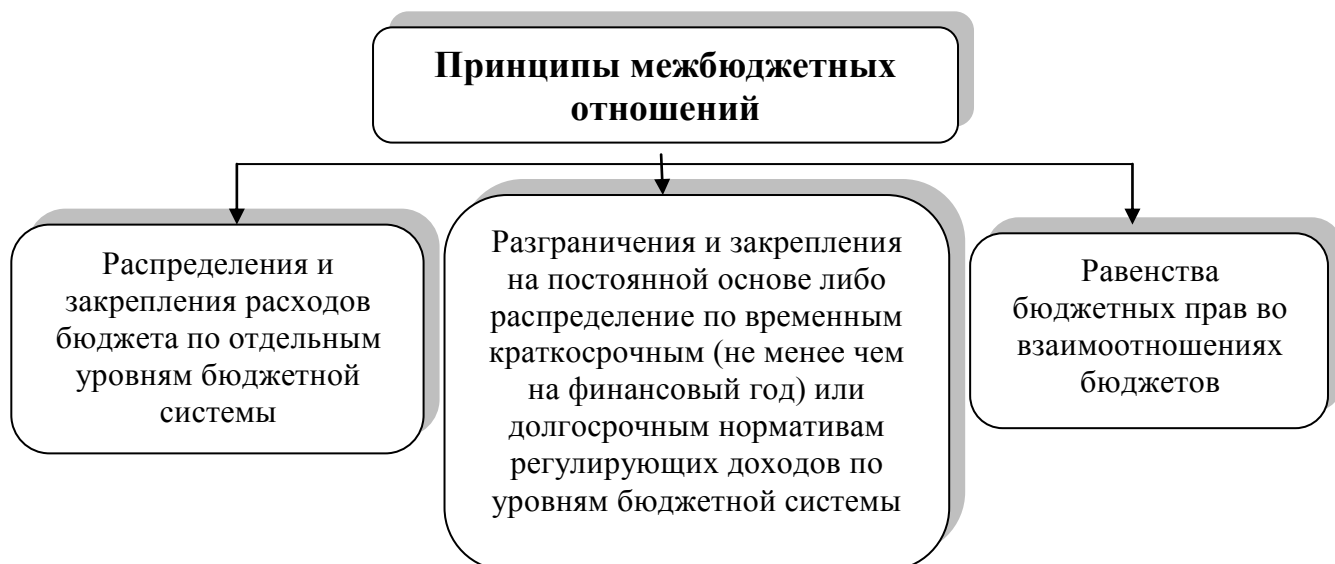 Принципы межбюджетных
отношений
Распределения и
закрепления расходов
бюджета по отдельным
уровням бюджетной
системы
Разграничения и закрепления
на постоянной основе либо
распределение по временным
краткосрочным (не менее чем
на финансовый год) или
долгосрочным нормативам
регулирующих доходов по
уровням бюджетной системы
Равенства
бюджетных прав во
взаимоотношениях
бюджетов